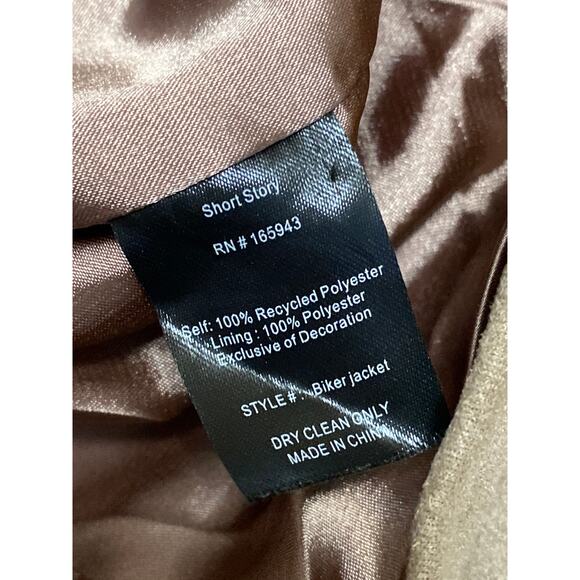 Short Story
RN # 165943
Self: 100% Recycled Polyester
Lining : 100% Polyester
Exclusive of Decoration
STYLE # : Biker jacket
DRY CLEAN ONLY
MADE IN CHINA